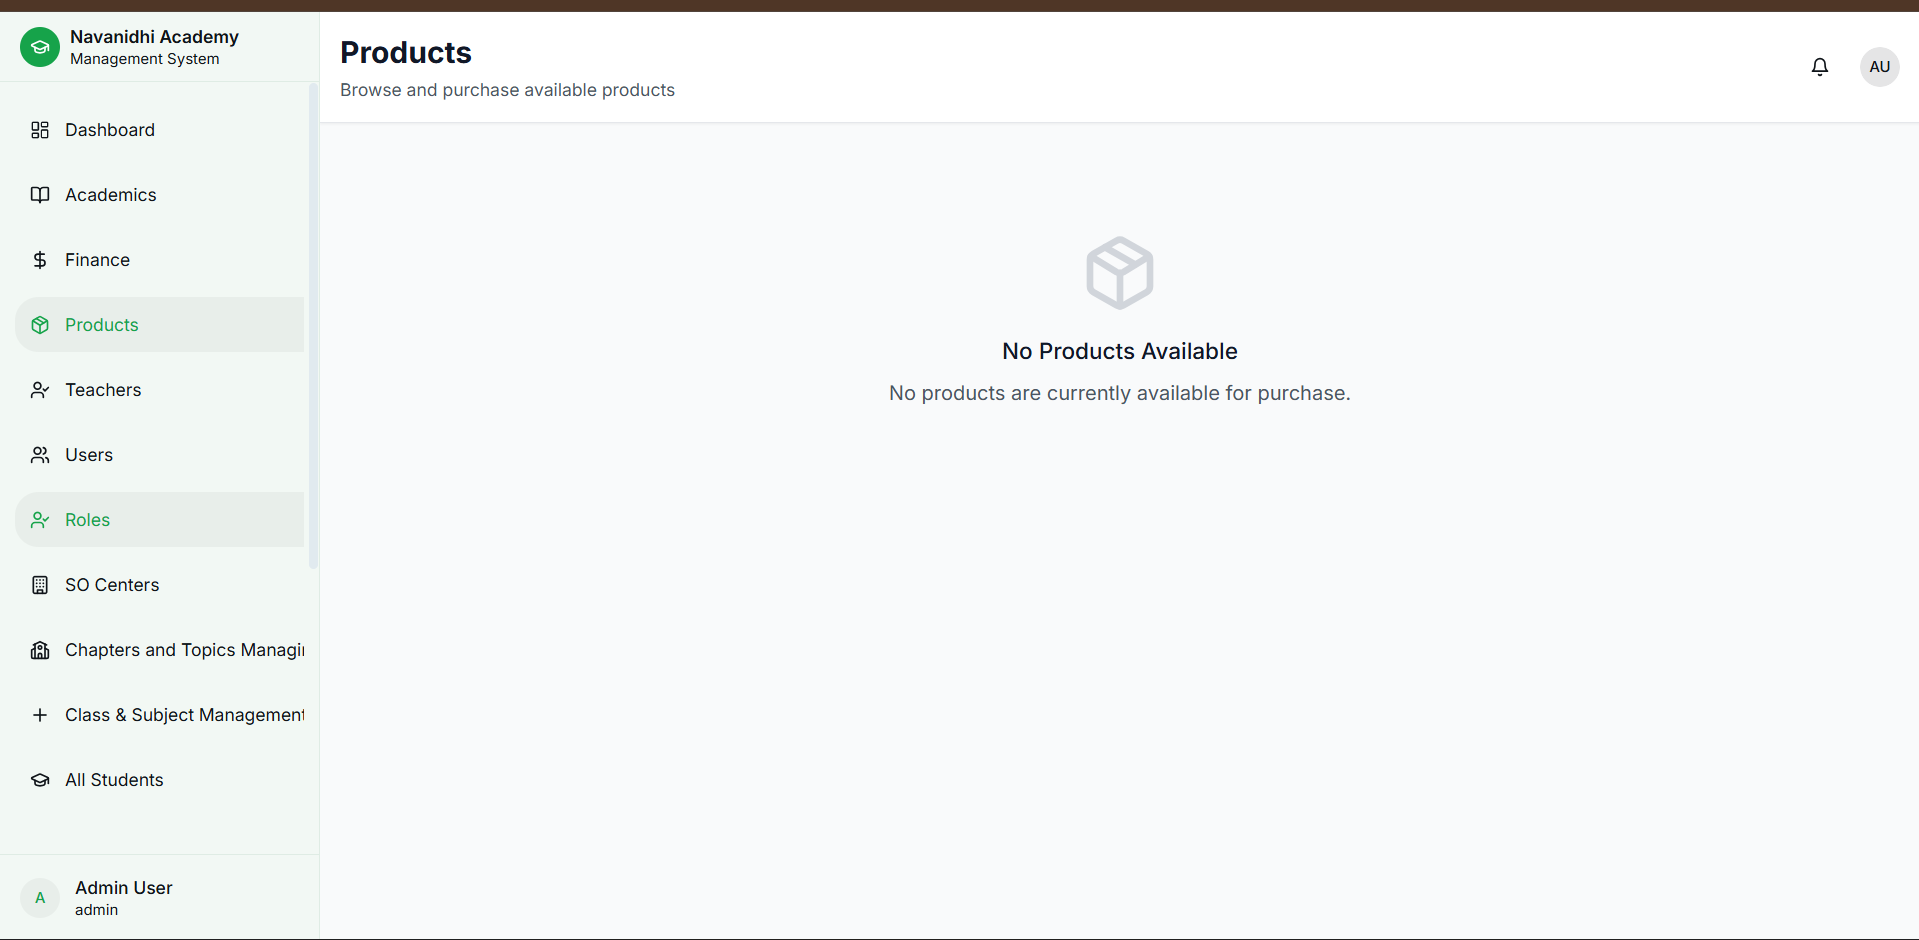 Navanidhi Academy
Management System
Dashboard
Academics
Finance
Products
Teachers
Users
Roles
SO Centers
Chapters and Topics Managi
Class & Subject Management
All Students
A
Admin User
admin
Products
Browse and purchase available products
AU
No Products Available
No products are currently available for purchase.